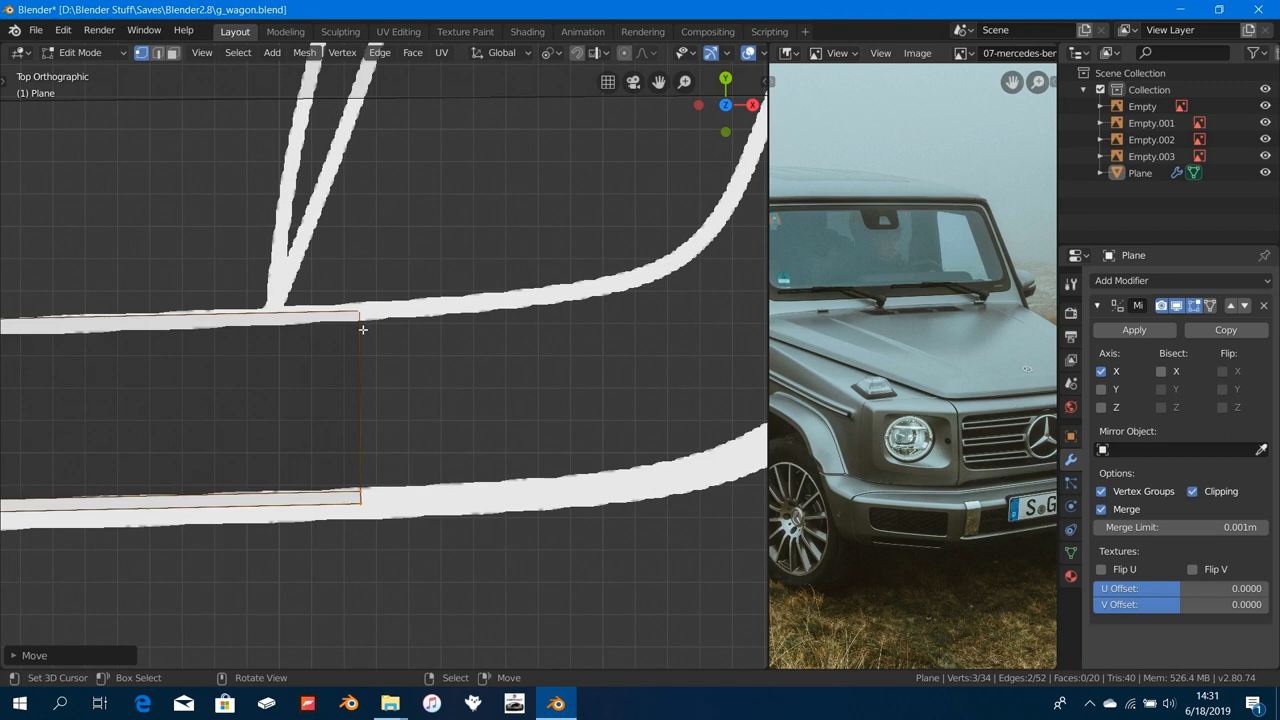 Blender* [D:\Blender Stuff\Saves\Blender2.8\g_wagon.blend]
File Edit Render Window Help Layout Modeling Sculpting UV Editing Texture Paint Shading Animation Rendering Compositing Scripting Scene View Layer
Edit Mode View Select Add Mesh Vertex Edge Face UV Global View View Image 07-mercedes-ber
Top Orthographic
(1) Plane
Y
X
Z
Scene Collection
Collection
Empty
Empty.001
Empty.002
Empty.003
Plane
Plane
Add Modifier
Mi
Apply Copy
Axis: Bisect: Flip:
X X X
Y Y Y
Z Z Z
Mirror Object:
Options:
Vertex Groups Clipping
Merge
Merge Limit: 0.001m
Textures:
Flip U Flip V
U Offset: 0.0000
V Offset: 0.0000
Move
Set 3D Cursor Box Select Rotate View Select Move Plane | Verts:3/34 | Edges:2/52 | Faces:0/20 | Tris:40 | Mem: 526.4 MB | v2.80.74
14:31
6/18/2019